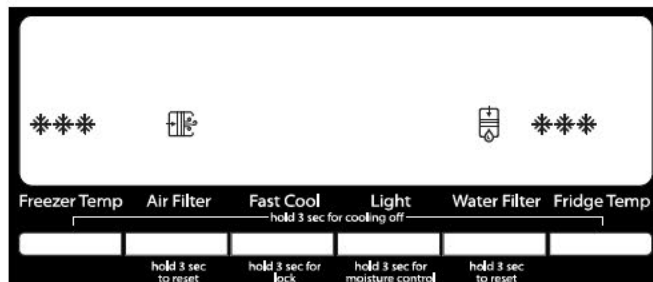 Freezer Temp Air Filter Fast Cool Light Water Filter Fridge Temp
hold 3 sec for cooling off
hold 3 sec to reset
hold 3 sec for lock
hold 3 sec for moisture control
hold 3 sec to reset